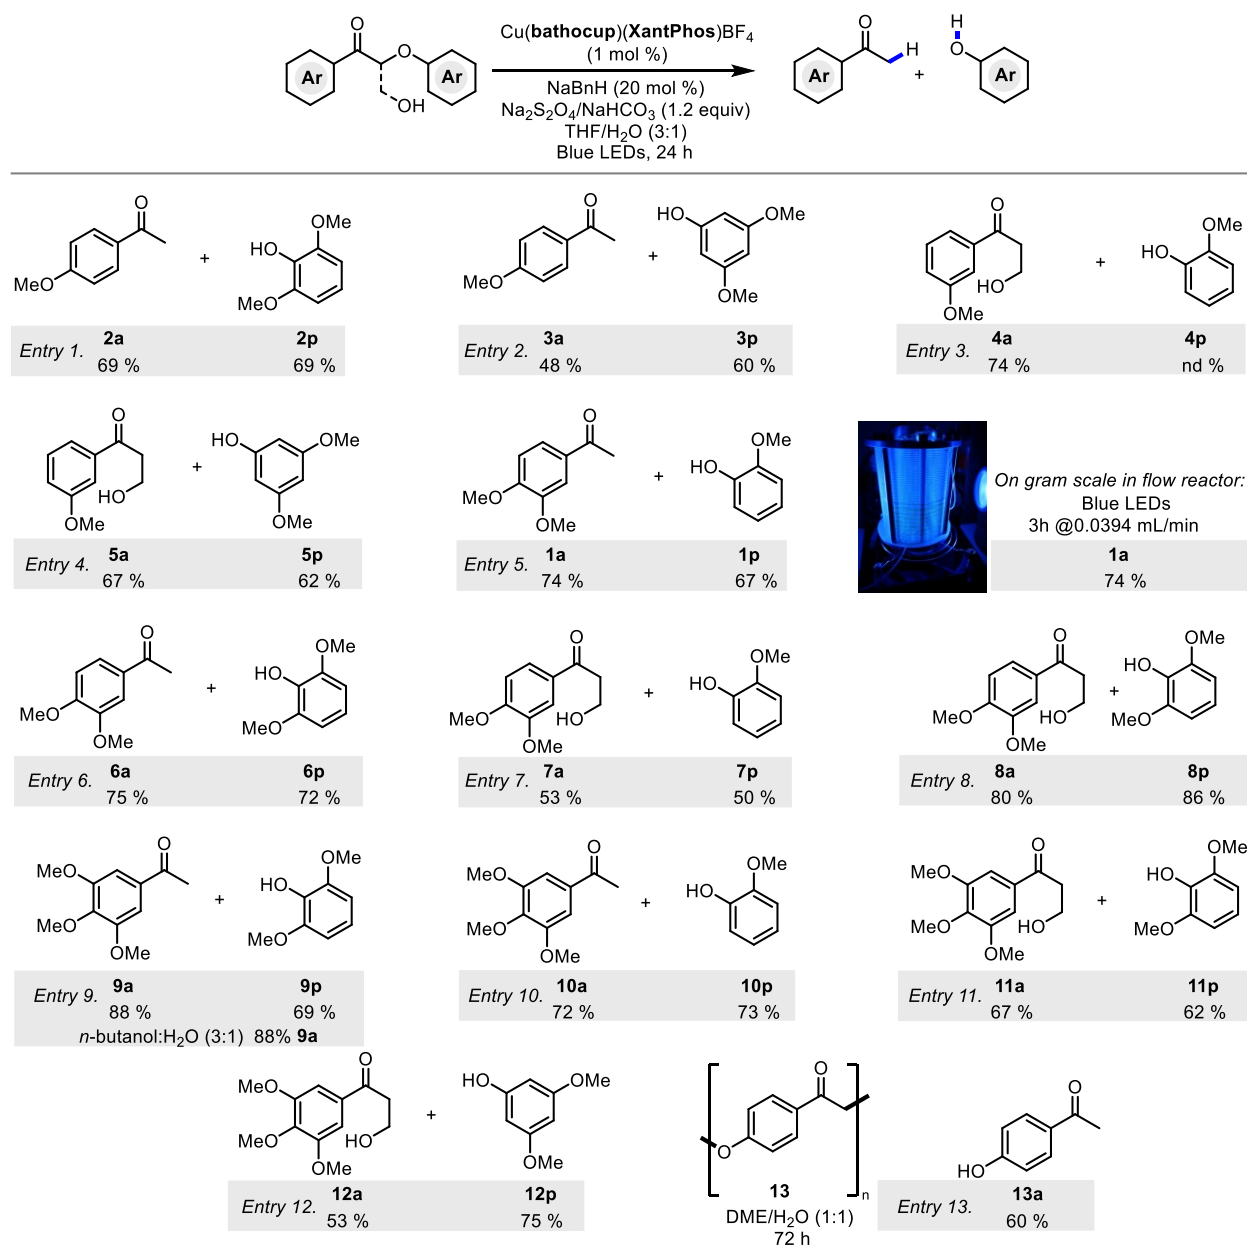 O
O
Ar
Ar
OH
Cu(bathocup)(XantPhos)BF4
(1 mol %)
NaBnH (20 mol %)
Na2S2O4/NaHCO3 (1.2 equiv)
THF/H2O (3:1)
Blue LEDs, 24 h
O
H
Ar
+
H
O
Ar
O
MeO
+
OMe
HO
MeO
Entry 1. 2a 2p
69 % 69 %
O
MeO
+
HO
OMe
OMe
Entry 2. 3a 3p
48 % 60 %
O
HO
OMe
+
OMe
HO
Entry 3. 4a 4p
74 % nd %
O
HO
OMe
+
HO
OMe
OMe
Entry 4. 5a 5p
67 % 62 %
O
MeO
OMe
+
OMe
HO
Entry 5. 1a 1p
74 % 67 %
On gram scale in flow reactor:
Blue LEDs
3h @0.0394 mL/min
1a
74 %
O
MeO
OMe
+
OMe
HO
MeO
Entry 6. 6a 6p
75 % 72 %
O
MeO
HO
OMe
+
OMe
HO
Entry 7. 7a 7p
53 % 50 %
O
MeO
HO
OMe
+
OMe
HO
MeO
Entry 8. 8a 8p
80 % 86 %
O
MeO
MeO
OMe
+
OMe
HO
MeO
Entry 9. 9a 9p
88 % 69 %
n-butanol:H2O (3:1) 88% 9a
O
MeO
MeO
OMe
+
OMe
HO
Entry 10. 10a 10p
72 % 73 %
O
MeO
MeO
HO
OMe
+
OMe
HO
MeO
Entry 11. 11a 11p
67 % 62 %
O
MeO
MeO
HO
OMe
+
HO
OMe
OMe
Entry 12. 12a 12p
53 % 75 %
O
O
13
n
DME/H2O (1:1)
72 h
O
HO
Entry 13. 13a
60 %